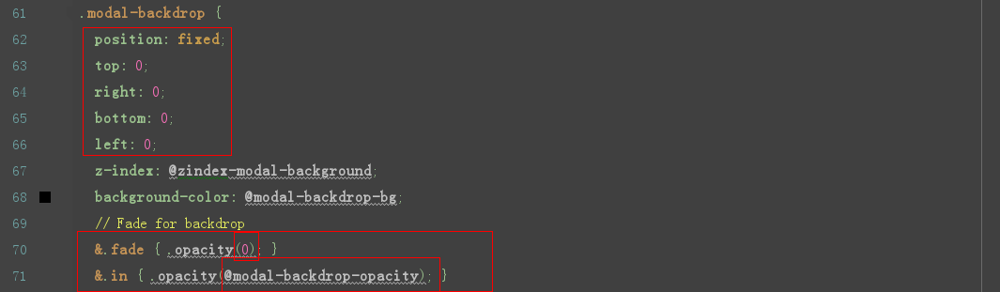 61 .modal-backdrop {
62 position: fixed;
63 top: 0;
64 right: 0;
65 bottom: 0;
66 left: 0;
67 z-index: @zindex-modal-background;
68 background-color: @modal-backdrop-bg;
69 // Fade for backdrop
70 &.fade { .opacity(0); }
71 &.in { .opacity(@modal-backdrop-opacity); }